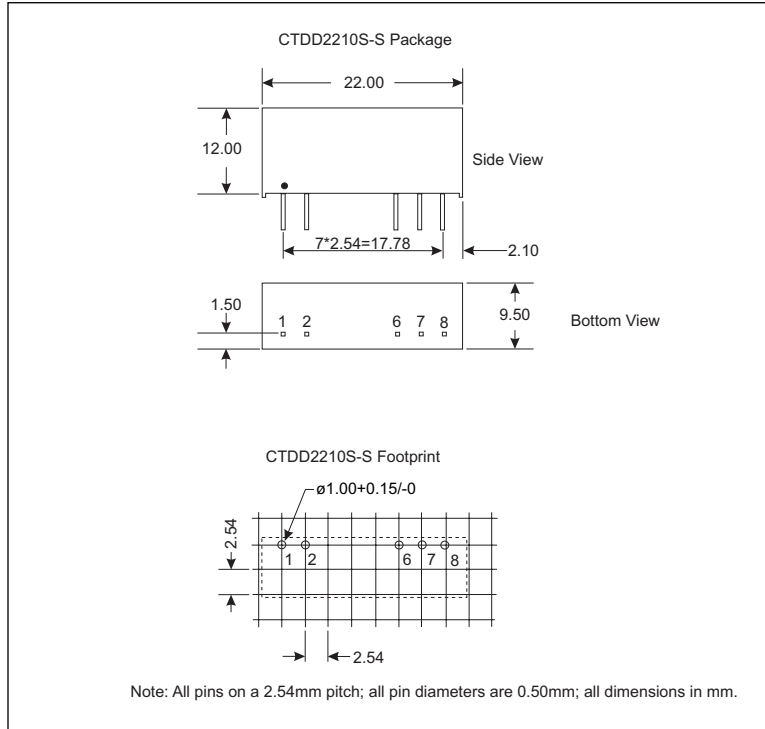 CTDD2210S-S Package
22.00
12.00
Side View
7*2.54=17.78
2.10
1.50
1 2 6 7 8
9.50
Bottom View
CTDD2210S-S Footprint
ø1.00+0.15/-0
2.54
1 2 6 7 8
2.54
Note: All pins on a 2.54mm pitch; all pin diameters are 0.50mm; all dimensions in mm.